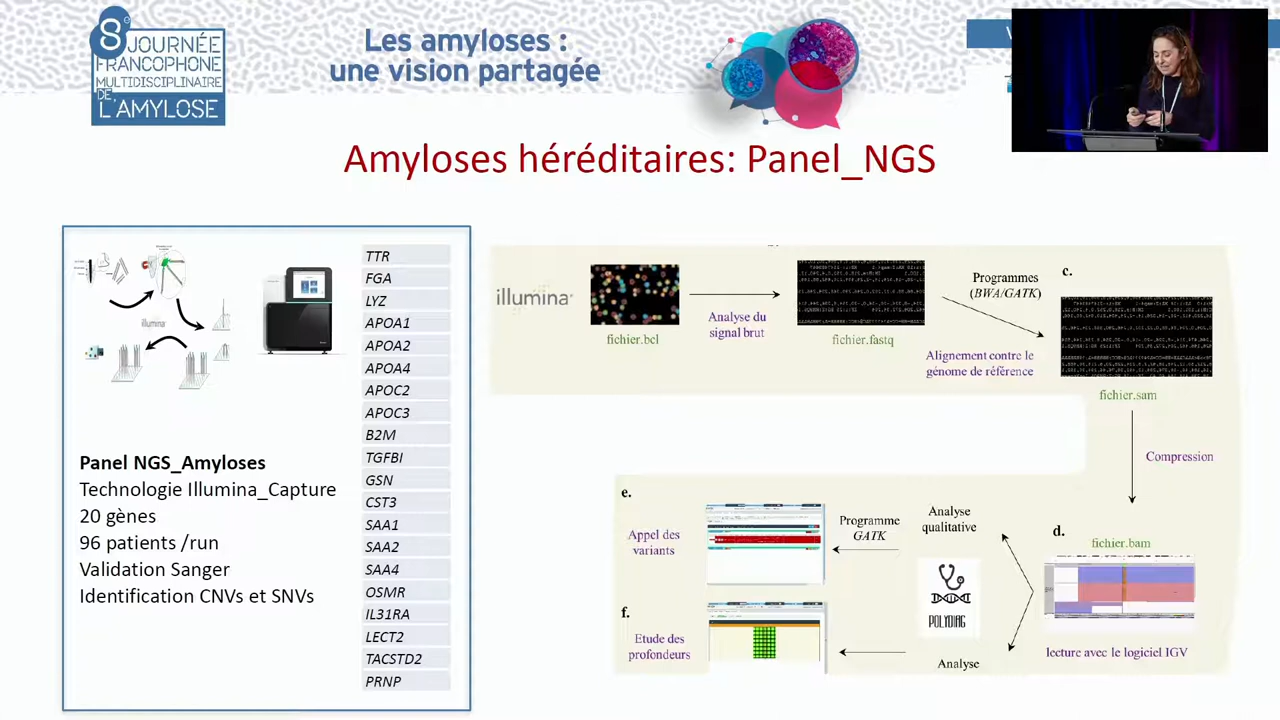 8e JOURNÉE
FRANCOPHONE
MULTIDISCIPLINAIRE
DE
L'AMYLOSE
Les amyloses :
une vision partagée
Amyloses héréditaires: Panel_NGS
illumina
Panel NGS_Amyloses
Technologie Illumina_Capture
20 gènes
96 patients /run
Validation Sanger
Identification CNVs et SNVs
TTR
FGA
LYZ
APOA1
APOA2
APOA4
APOC2
APOC3
B2M
TGFBI
GSN
CST3
SAA1
SAA2
SAA4
OSMR
IL31RA
LECT2
TACSTD2
PRNP
illumina
fichier.bcl
Analyse du
signal brut
fichier.fastq
Programmes
(BWA/GATK)
Alignement contre le
génome de référence
c.
fichier.sam
Compression
d.
fichier.bam
lecture avec le logiciel IGV
Analyse
qualitative
POLYDIAG
Analyse
Programme
GATK
e.
Appel des
variants
f.
Etude des
profondeurs